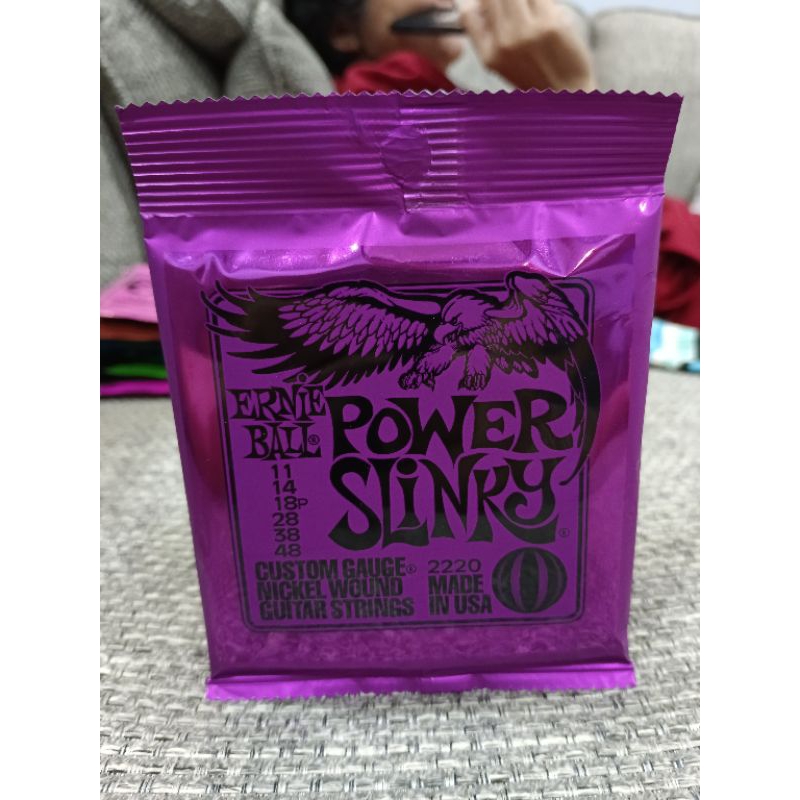 ERNiE
BALL®
POWER
SLiNKY®
11
14
18P
28
38
48
CUSTOM GAUGE®
NICKEL WOUND
GUITAR STRINGS
2220
MADE
IN USA